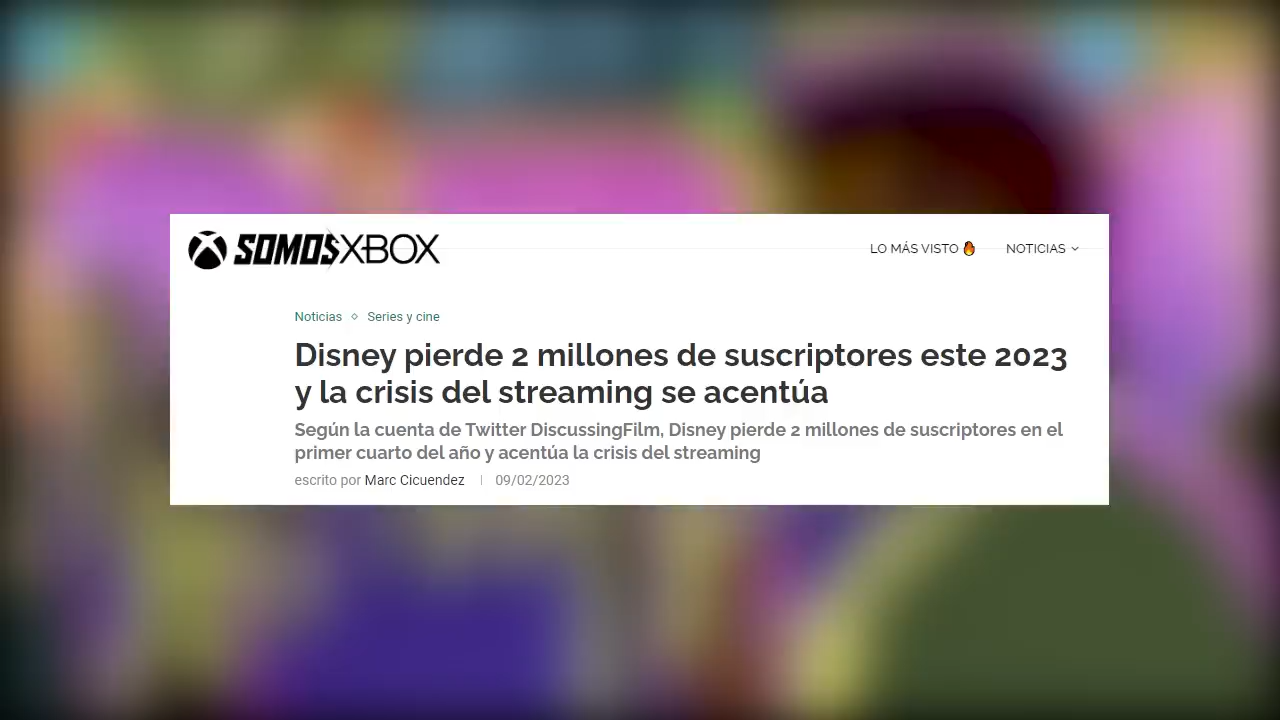 SOMOSXBOX
LO MÁS VISTO 🔥 NOTICIAS
Noticias ◇ Series y cine
Disney pierde 2 millones de suscriptores este 2023
y la crisis del streaming se acentúa
Según la cuenta de Twitter DiscussingFilm, Disney pierde 2 millones de suscriptores en el
primer cuarto del año y acentúa la crisis del streaming
escrito por Marc Cicuendez | 09/02/2023